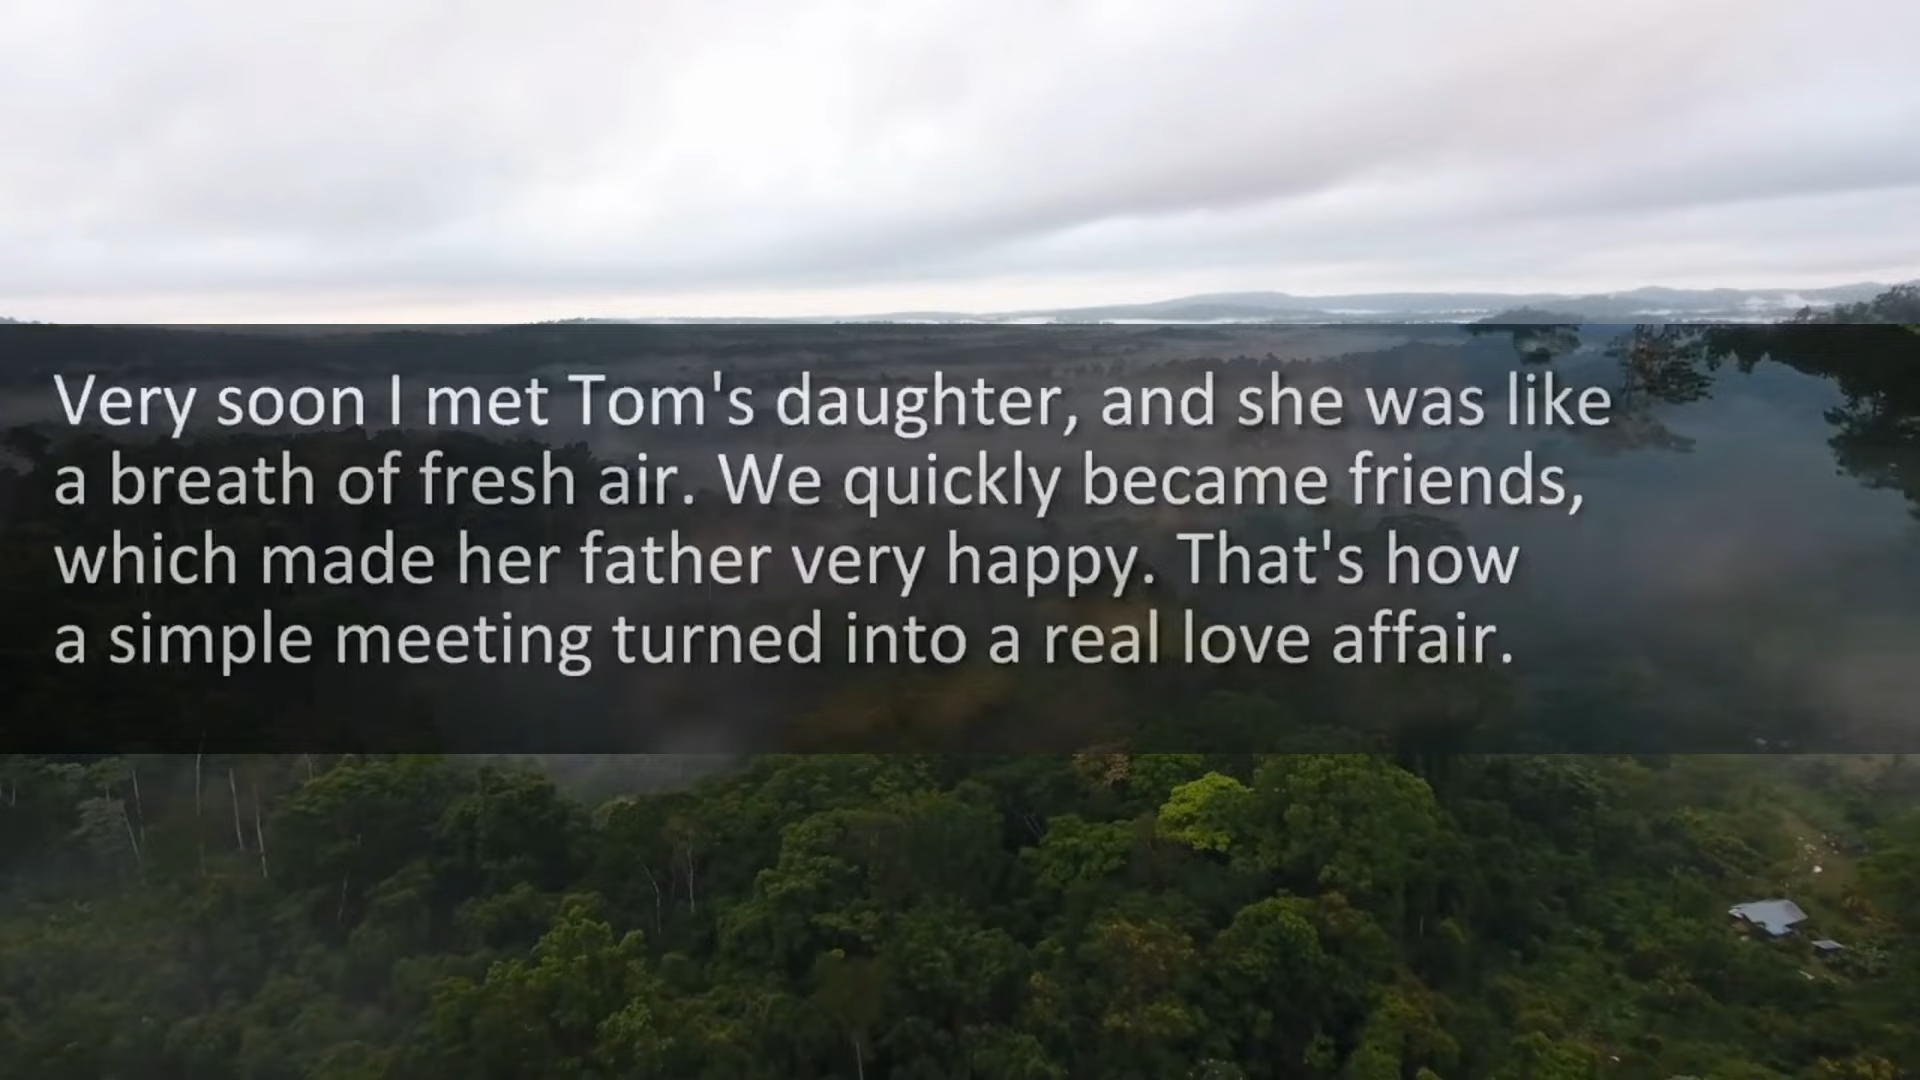 Very soon I met Tom's daughter, and she was like
a breath of fresh air. We quickly became friends,
which made her father very happy. That's how
a simple meeting turned into a real love affair.